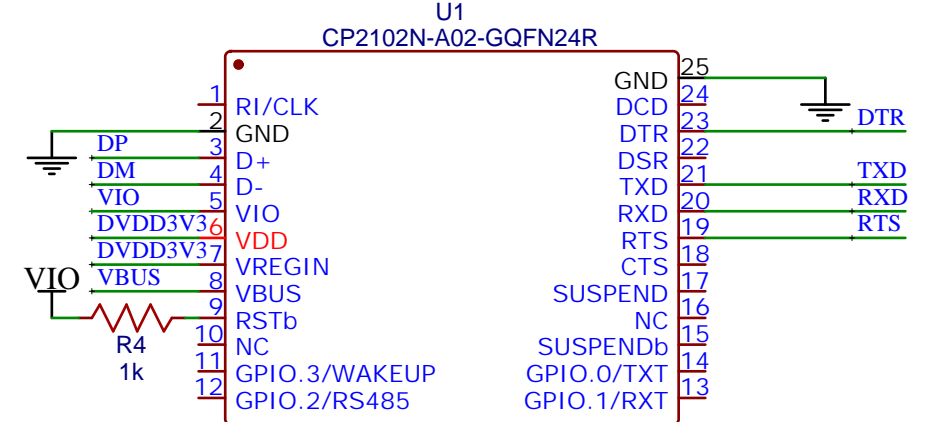 U1
CP2102N-A02-GQFN24R
1 RI/CLK
2 GND
DP 3 D+
DM 4 D-
VIO 5 VIO
DVDD3V3 6 VDD
DVDD3V3 7 VREGIN
VBUS 8 VBUS
VIO
9 RSTb
R4
1k
10 NC
11 GPIO.3/WAKEUP
12 GPIO.2/RS485
GND 25
DCD 24
DTR 23 DTR
DSR 22
TXD 21 TXD
RXD 20 RXD
RTS 19 RTS
CTS 18
SUSPEND 17
NC 16
SUSPENDb 15
GPIO.0/TXT 14
GPIO.1/RXT 13